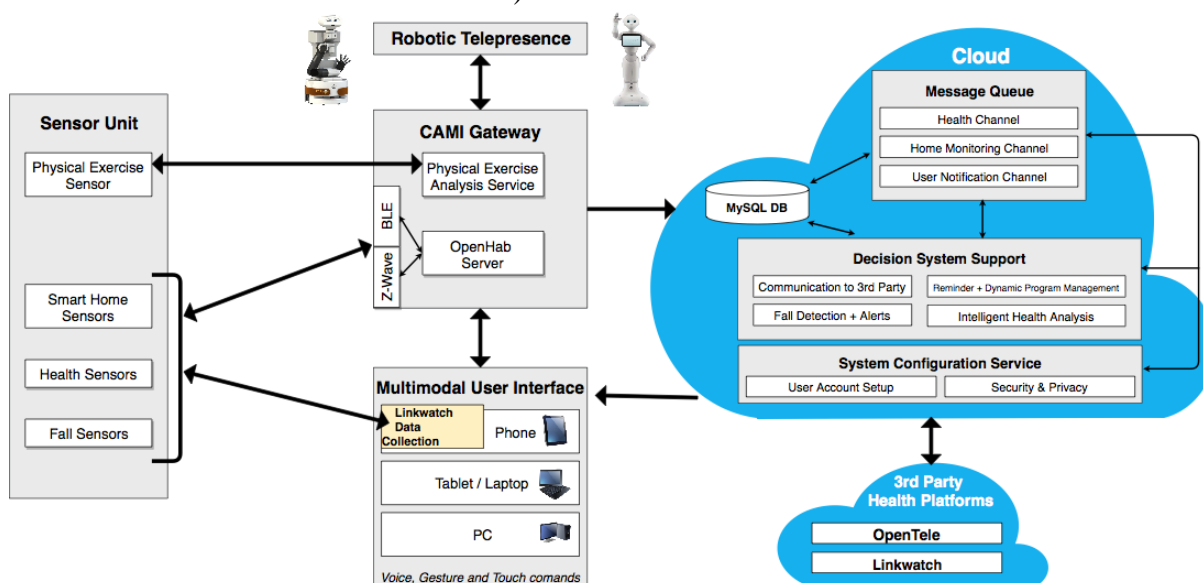 Robotic Telepresence
Sensor Unit
Physical Exercise
Sensor
Smart Home
Sensors
Health Sensors
Fall Sensors
CAMI Gateway
Physical Exercise
Analysis Service
BLE
Z-Wave
OpenHab
Server
Multimodal User Interface
Linkwatch
Data
Collection
Phone
Tablet / Laptop
PC
Voice, Gesture and Touch comands
Cloud
Message Queue
Health Channel
Home Monitoring Channel
User Notification Channel
MySQL DB
Decision System Support
Communication to 3rd Party
Reminder + Dynamic Program Management
Fall Detection + Alerts
Intelligent Health Analysis
System Configuration Service
User Account Setup
Security & Privacy
3rd Party
Health Platforms
OpenTele
Linkwatch